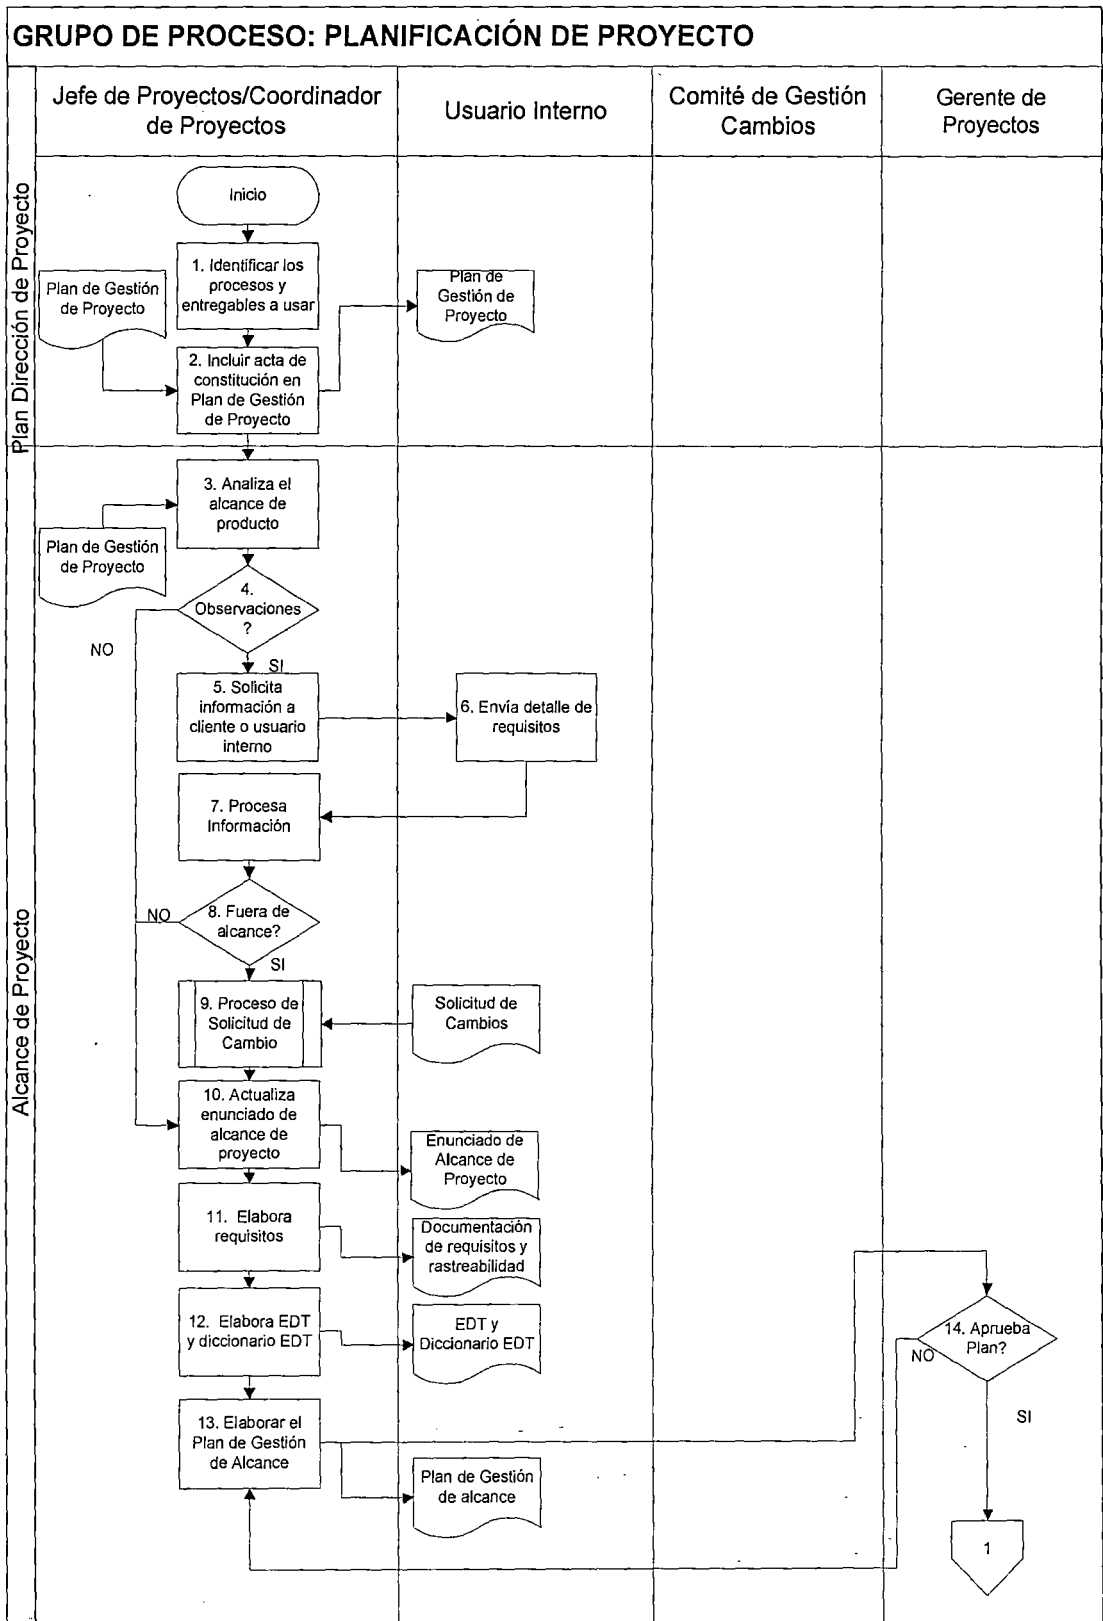 GRUPO DE PROCESO: PLANIFICACIÓN DE PROYECTO
Jefe de Proyectos/Coordinador
de Proyectos
Usuario Interno
Comité de Gestión
Cambios
Gerente de
Proyectos
Plan Dirección de Proyecto
Inicio
1. Identificar los
procesos y
entregables a usar
Plan de Gestión
de Proyecto
Plan de
Gestión de
Proyecto
2. Incluir acta de
constitución en
Plan de Gestión
de Proyecto
Alcance de Proyecto
3. Analiza el
alcance de
producto
Plan de Gestión
de Proyecto
4.
Observaciones
?
NO
SI
5. Solicita
información a
cliente o usuario
interno
6. Envía detalle de
requisitos
7. Procesa
Información
8. Fuera de
alcance?
NO
SI
9. Proceso de
Solicitud de
Cambio
Solicitud de
Cambios
10. Actualiza
enunciado de
alcance de
proyecto
Enunciado de
Alcance de
Proyecto
11. Elabora
requisitos
Documentación
de requisitos y
rastreabilidad
12. Elabora EDT
y diccionario EDT
EDT y
Diccionario EDT
14. Aprueba
Plan?
NO
SI
13. Elaborar el
Plan de Gestión
de Alcance
Plan de Gestión
de alcance
1